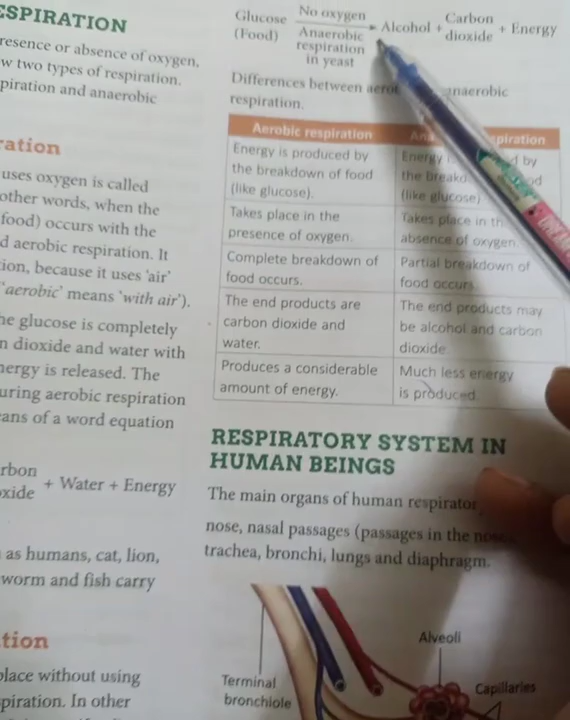 ESPIRATION
resence or absence of oxygen,
w two types of respiration.
piration and anaerobic
ration
uses oxygen is called
other words, when the
food) occurs with the
d aerobic respiration. It
ion, because it uses 'air'
'aerobic' means 'with air').
he glucose is completely
n dioxide and water with
nergy is released. The
uring aerobic respiration
ans of a word equation
rbon
oxide + Water + Energy
as humans, cat, lion,
worm and fish carry
tion
place without using
piration. In other
Glucose (Food) No oxygen Anaerobic respiration in yeast Alcohol + Carbon dioxide + Energy
Differences between aerob anaerobic
respiration.
Aerobic respiration
Ana piration
Energy is produced by
the breakdown of food
(like glucose).
Energy i d by
the breakd od
(like glucose)
Takes place in the
presence of oxygen.
Takes place in th
absence of oxygen.
Complete breakdown of
food occurs.
Partial breakdown of
food occurs
The end products are
carbon dioxide and
water.
The end products may
be alcohol and carbon
dioxide.
Produces a considerable
amount of energy.
Much less energy
is produced.
RESPIRATORY SYSTEM IN
HUMAN BEINGS
The main organs of human respirator
nose, nasal passages (passages in the nos
trachea, bronchi, lungs and diaphragm.
Alveoli
Terminal
bronchiole
Capillaries